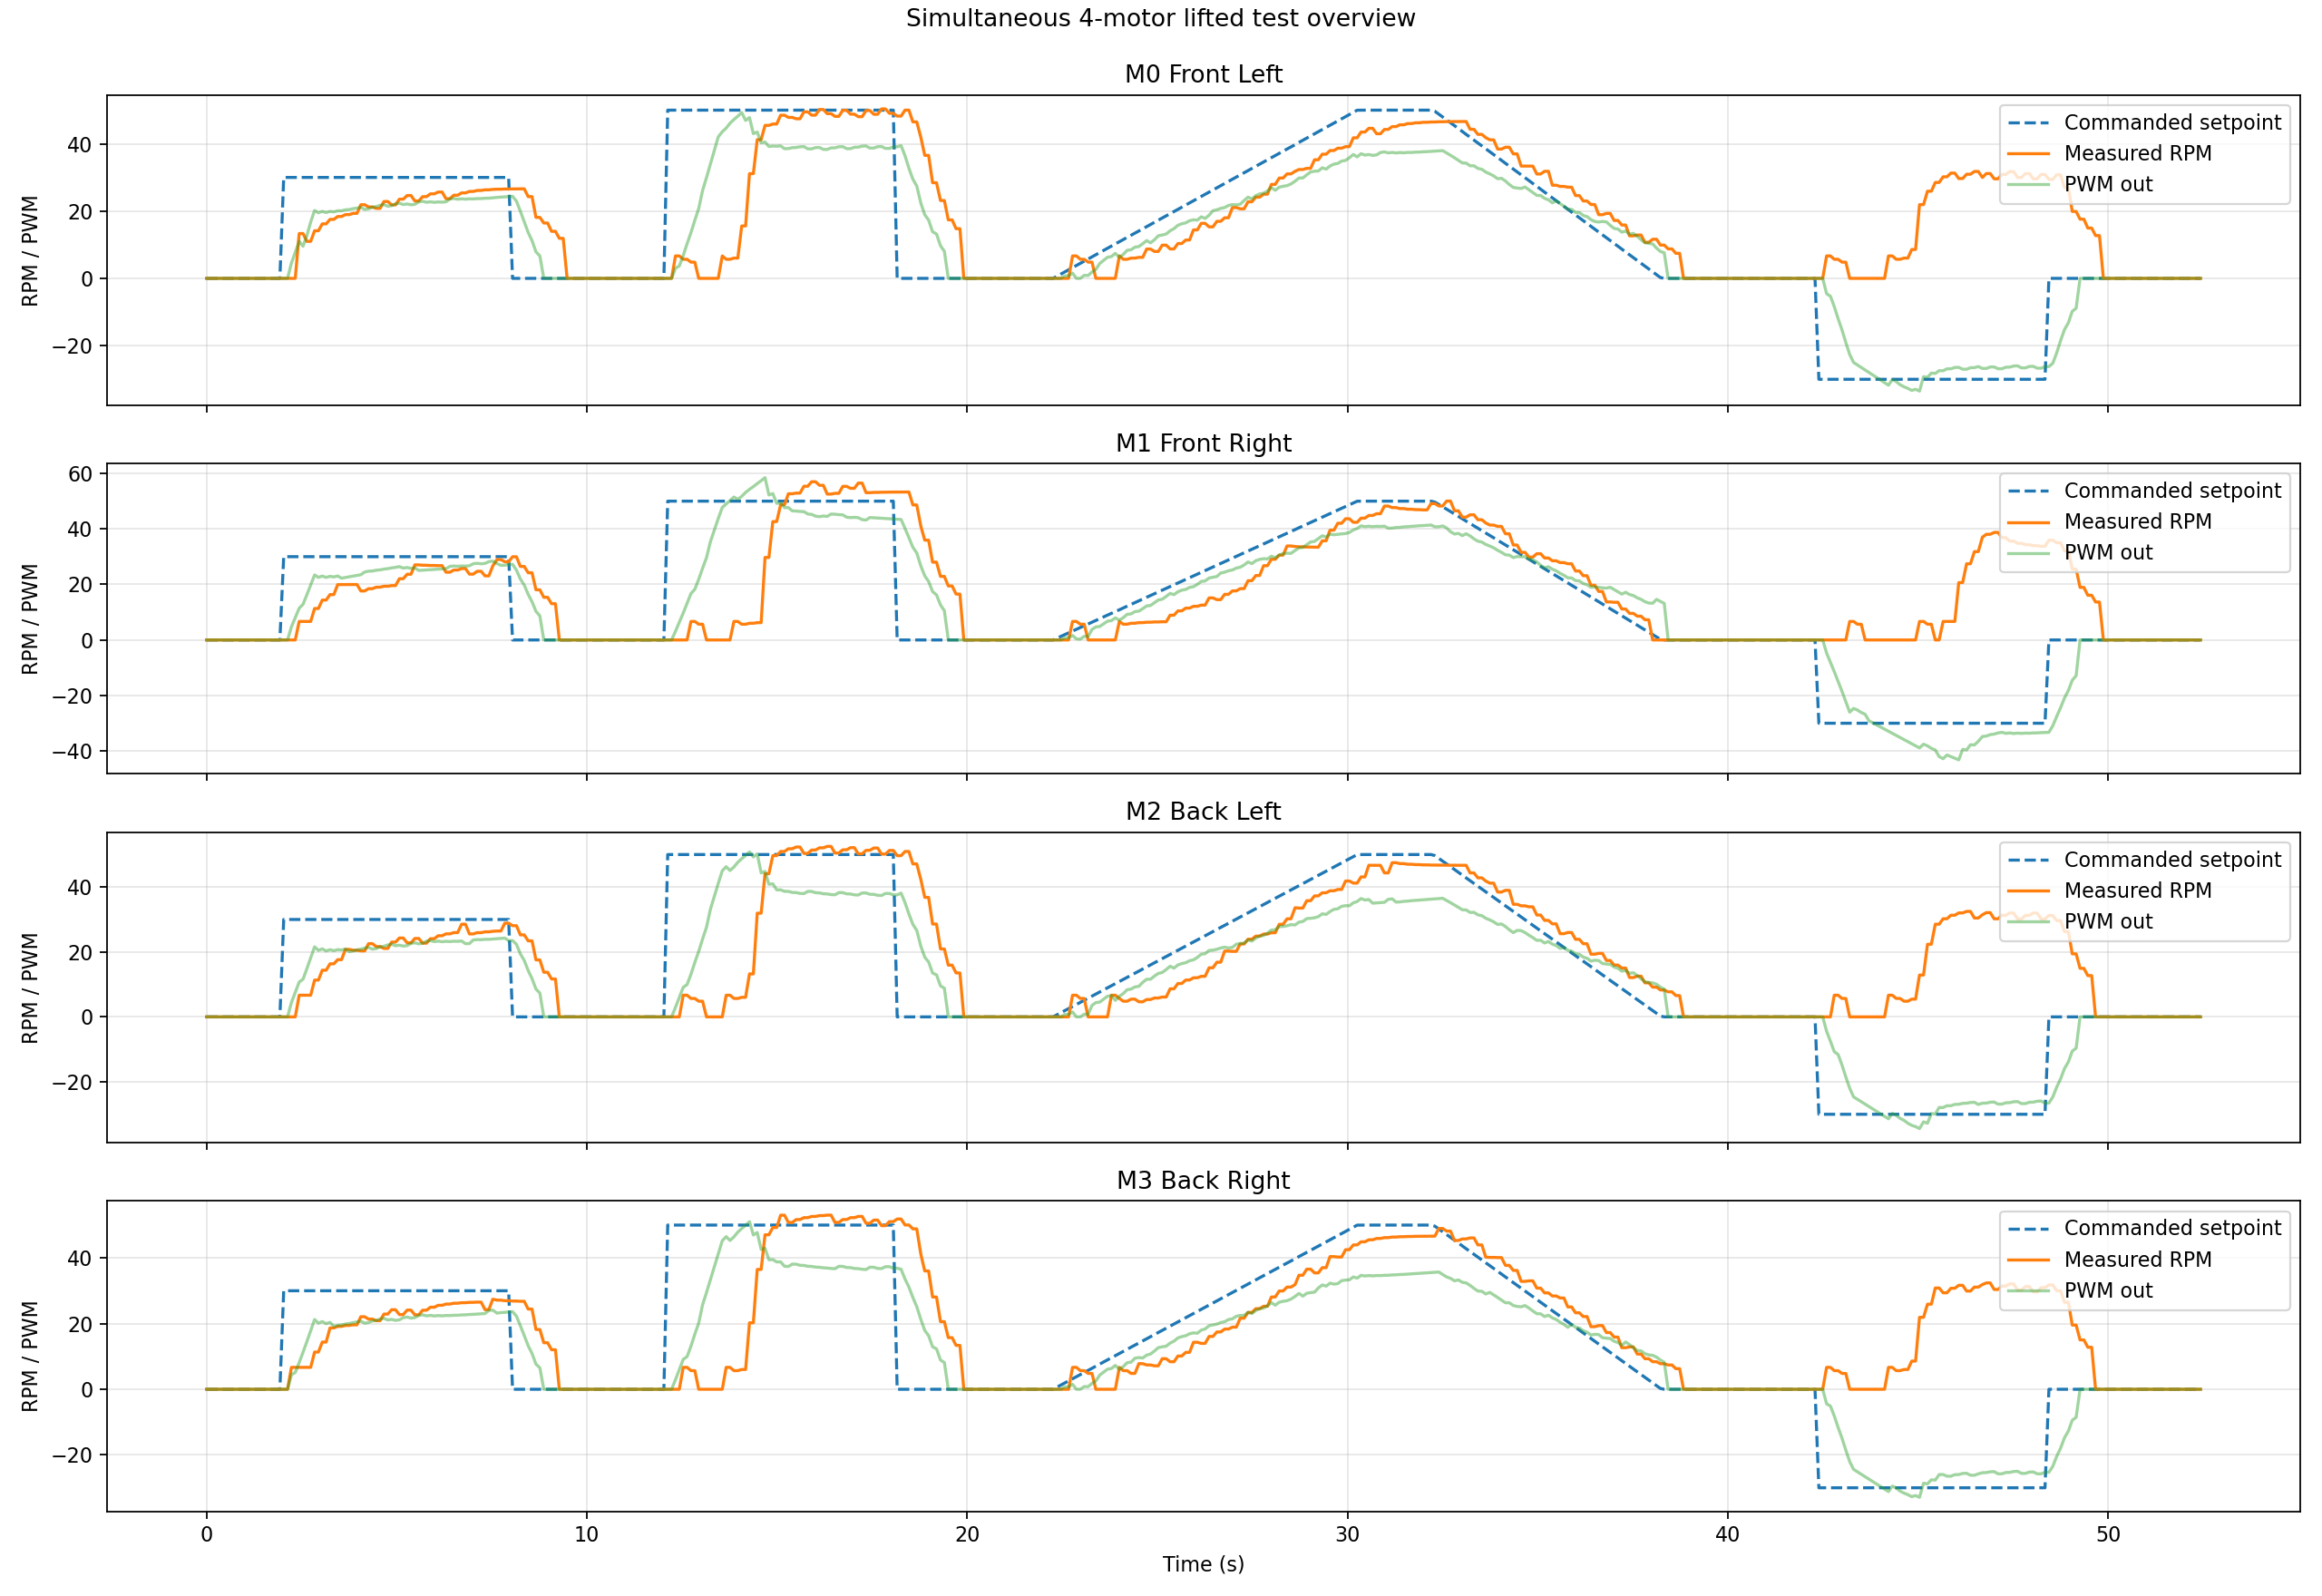 Simultaneous 4-motor lifted test overview
M0 Front Left
RPM / PWM
40
20
0
−20
Commanded setpoint
Measured RPM
PWM out
M1 Front Right
RPM / PWM
60
40
20
0
−20
−40
Commanded setpoint
Measured RPM
PWM out
M2 Back Left
RPM / PWM
40
20
0
−20
Commanded setpoint
Measured RPM
PWM out
M3 Back Right
RPM / PWM
40
20
0
−20
Commanded setpoint
Measured RPM
PWM out
0 10 20 30 40 50
Time (s)